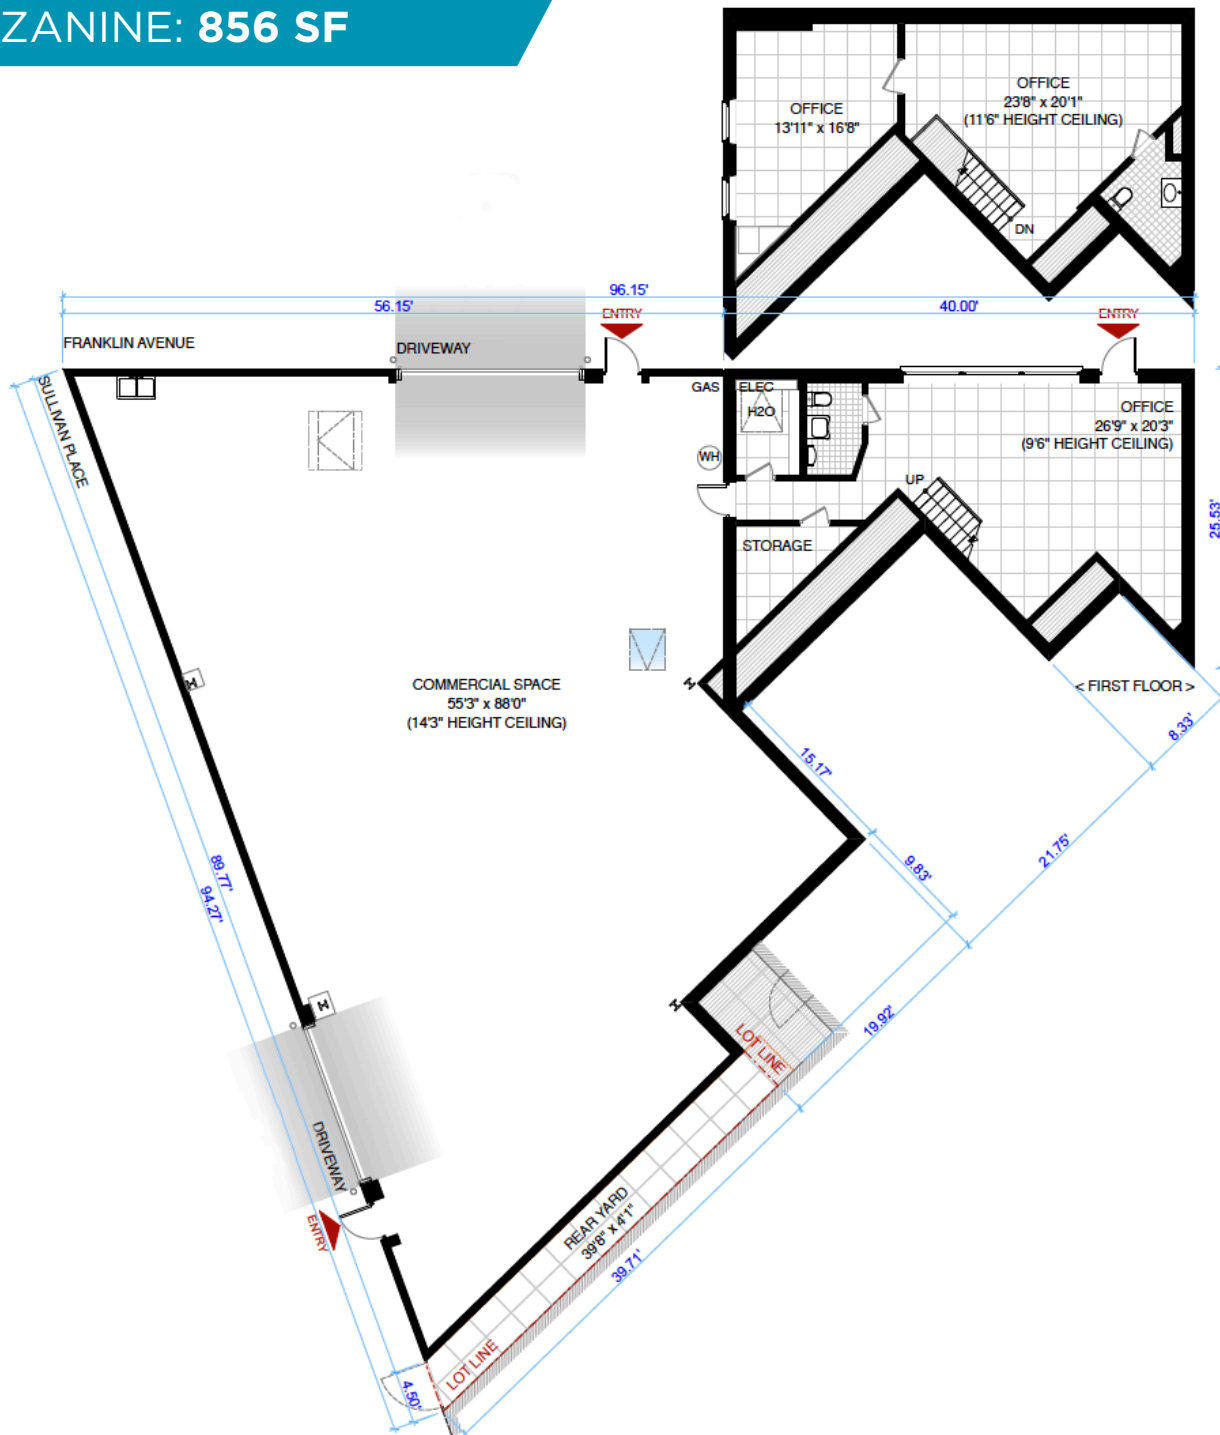 ZANINE: 856 SF
OFFICE
13'11" x 16'8"
OFFICE
23'8" x 20'1"
(11'6" HEIGHT CEILING)
DN
96.15'
56.15'
40.00'
ENTRY
ENTRY
FRANKLIN AVENUE
DRIVEWAY
SULLIVAN PLACE
GAS
ELEC
H2O
WH
OFFICE
26'9" x 20'3"
(9'6" HEIGHT CEILING)
UP
25.53'
STORAGE
COMMERCIAL SPACE
55'3" x 88'0"
(14'3" HEIGHT CEILING)
< FIRST FLOOR >
8.33'
15.17'
21.75'
9.83'
89.77'
94.27'
19.92'
LOT LINE
DRIVEWAY
ENTRY
REAR YARD
39'8" x 4'1"
39.71'
LOT LINE
4.50'